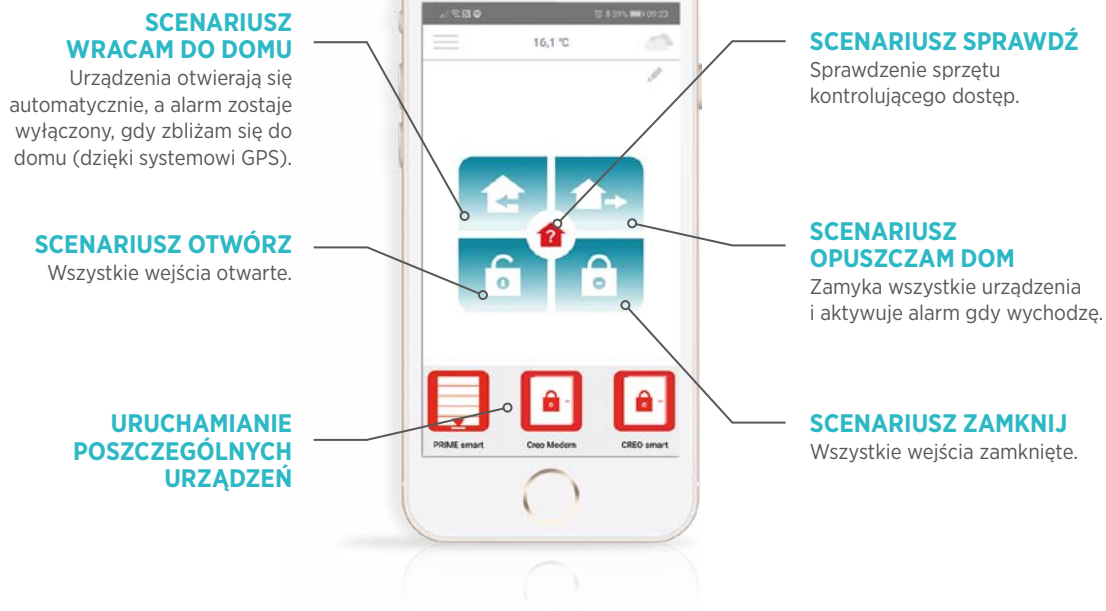 SCENARIUSZ
WRACAM DO DOMU
Urządzenia otwierają się
automatycznie, a alarm zostaje
wyłączony, gdy zbliżam się do
domu (dzięki systemowi GPS).
SCENARIUSZ OTWÓRZ
Wszystkie wejścia otwarte.
URUCHAMIANIE
POSZCZEGÓLNYCH
URZĄDZEŃ
09:23
16,1 °C
?
PRIME smart
Creo Modern
CREO smart
SCENARIUSZ SPRAWDŹ
Sprawdzenie sprzętu
kontrolującego dostęp.
SCENARIUSZ
OPUSZCZAM DOM
Zamyka wszystkie urządzenia
i aktywuje alarm gdy wychodzę.
SCENARIUSZ ZAMKNIJ
Wszystkie wejścia zamknięte.